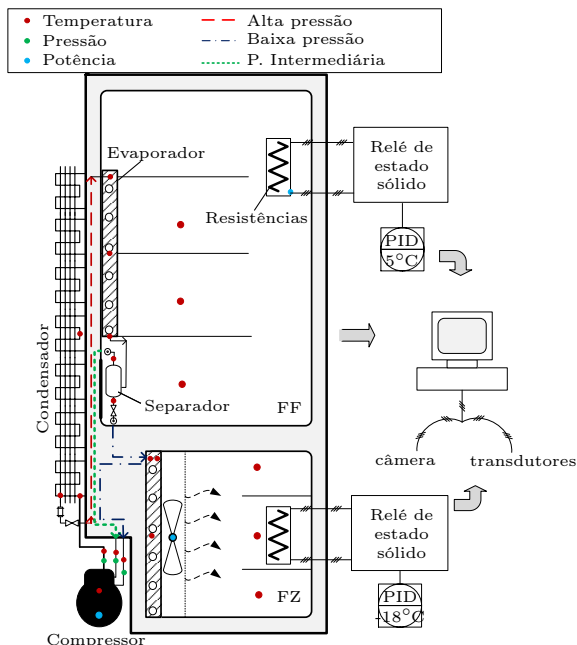 Temperatura
Pressão
Potência
Alta pressão
Baixa pressão
P. Intermediária
Evaporador
Resistências
Relé de
estado
sólido
PID
5°C
Condensador
Separador
FF
câmera
transdutores
Relé de
estado
sólido
PID
-18°C
FZ
Compressor